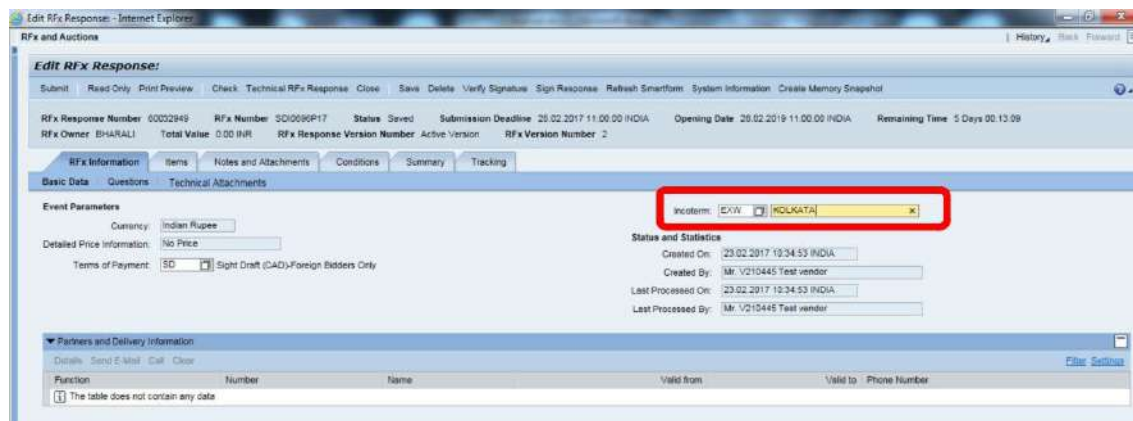 Edit RFx Response: - Internet Explorer
RFx and Auctions History Back Forward
Edit RFx Response:
Submit Read Only Print Preview Check Technical RFx Response Close Save Delete Verify Signature Sign Response Refresh Smartform System Information Create Memory Snapshot
RFx Response Number 60032949 RFx Number SDI0696P17 Status Saved Submission Deadline 28.02.2017 11:00:00 INDIA Opening Date 28.02.2019 11:00:00 INDIA Remaining Time 5 Days 00:13:09
RFx Owner BHARALI Total Value 0.00 INR RFx Response Version Number Active Version RFx Version Number 2
RFx Information Items Notes and Attachments Conditions Summary Tracking
Basic Data Questions Technical Attachments
Event Parameters
Incoterm: EXW KOLKATA
Currency: Indian Rupee
Status and Statistics
Detailed Price Information: No Price
Created On: 23.02.2017 10:34:53 INDIA
Terms of Payment: SD Sight Draft (CAD)-Foreign Bidders Only
Created By: Mr. V210445 Test vendor
Last Processed On: 23.02.2017 10:34:53 INDIA
Last Processed By: Mr. V210445 Test vendor
Partners and Delivery Information
Details Send E-Mail Call Clear Filter Settings
Function Number Name Valid from Valid to Phone Number
The table does not contain any data